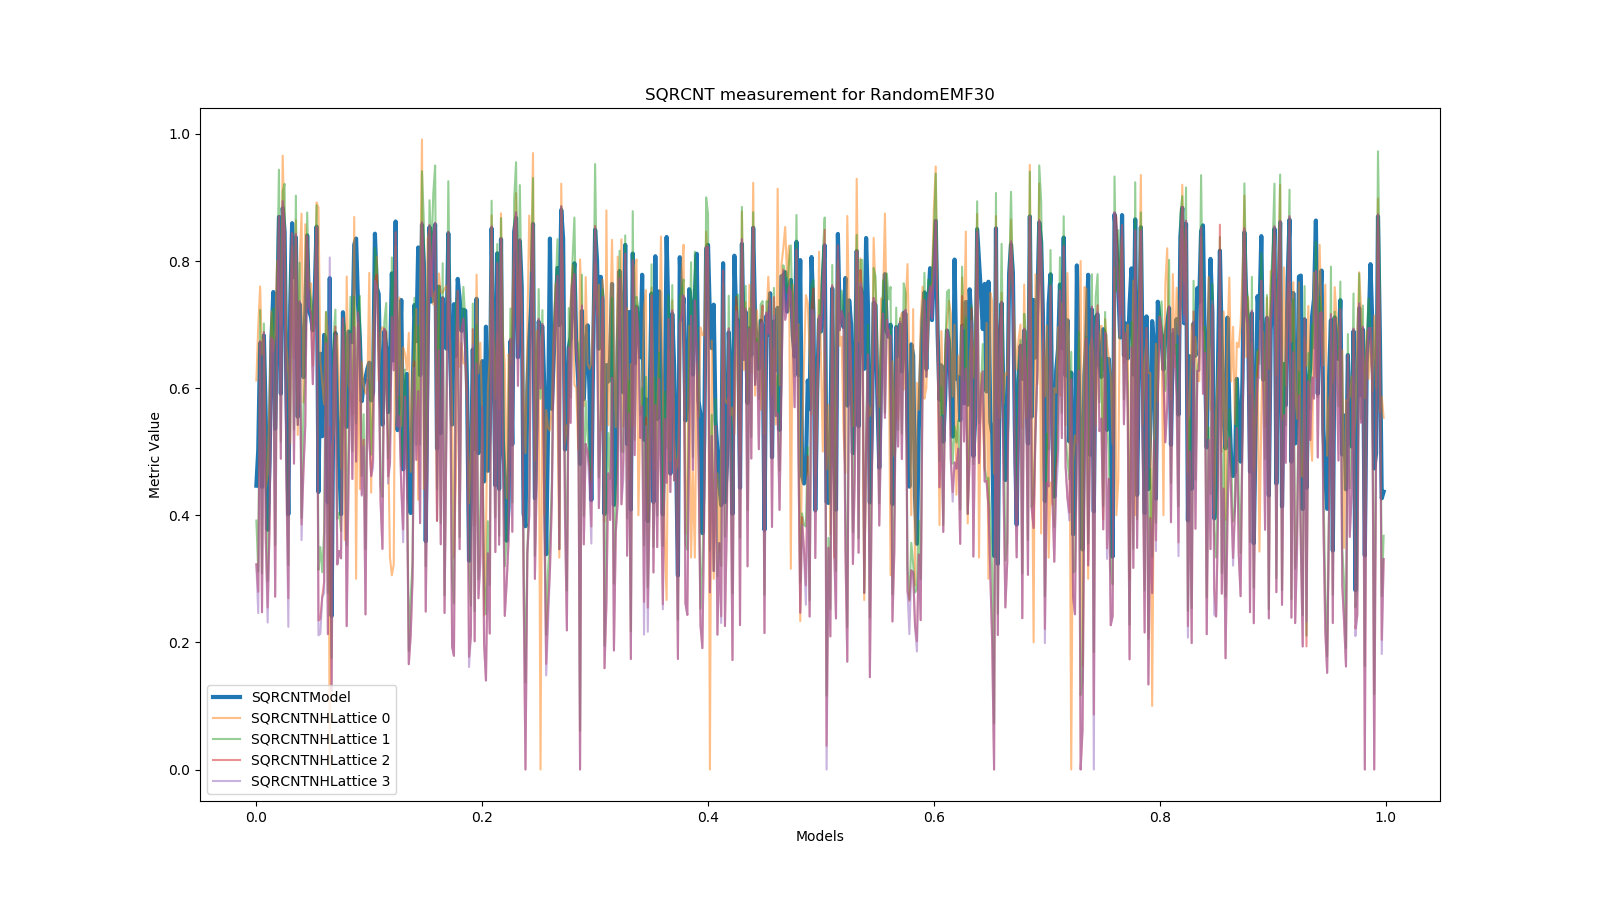 SQRCNT measurement for RandomEMF30
1.0
0.8
0.6
0.4
0.2
0.0
Metric Value
SQRCNTModel
SQRCNTNHLattice 0
SQRCNTNHLattice 1
SQRCNTNHLattice 2
SQRCNTNHLattice 3
0.0 0.2 0.4 0.6 0.8 1.0
Models